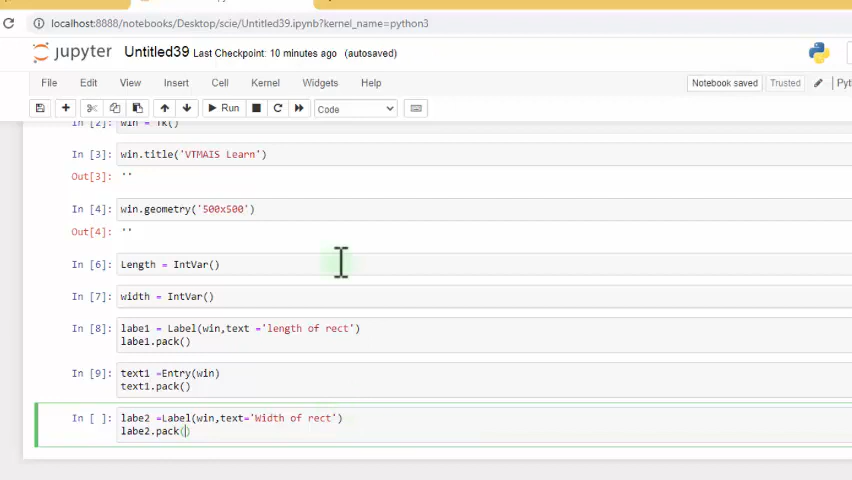 localhost:8888/notebooks/Desktop/scie/Untitled39.ipynb?kernel_name=python3
jupyter Untitled39 Last Checkpoint: 10 minutes ago (autosaved)
File Edit View Insert Cell Kernel Widgets Help
Notebook saved Trusted Pyt
Run Code
In [2]: win = Tk()
In [3]: win.title('VTMAIS Learn')
Out[3]: ''
In [4]: win.geometry('500x500')
Out[4]: ''
In [6]: Length = IntVar()
In [7]: width = IntVar()
In [8]: labe1 = Label(win,text ='length of rect')
labe1.pack()
In [9]: text1 =Entry(win)
text1.pack()
In [ ]: labe2 =Label(win,text='Width of rect')
labe2.pack()